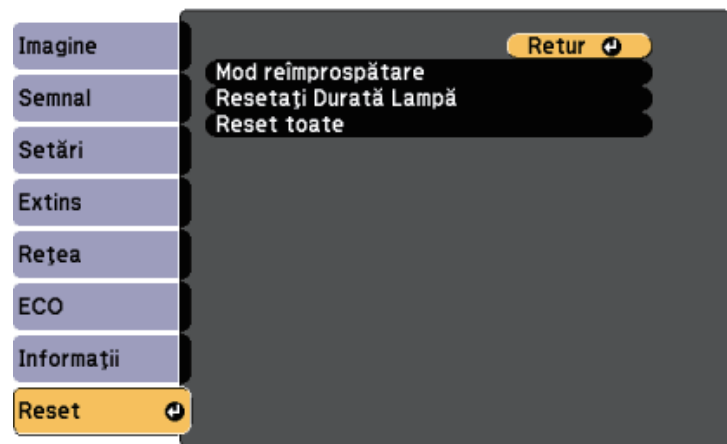 Imagine
Semnal
Setări
Extins
Reţea
ECO
Informaţii
Reset
Retur
Mod reîmprospătare
Resetaţi Durată Lampă
Reset toate